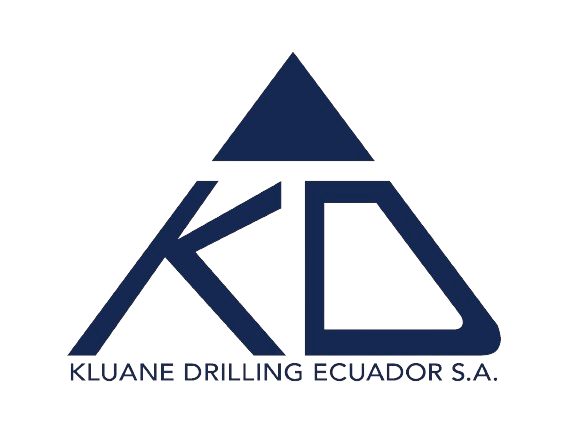 KD
KLUANE DRILLING ECUADOR S.A.